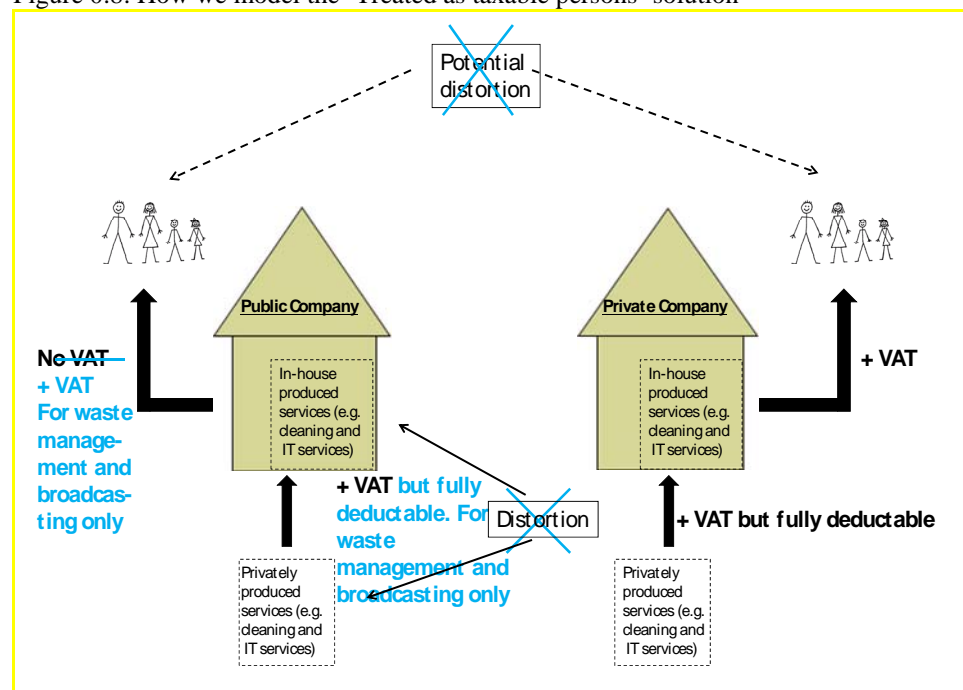 Figure How we model the "Treated as taxable persons" solution
Potential
distortion
Public Company
Private Company
No VAT
+ VAT
For waste
manage-
ment and
broadcas-
ting only
In-house
produced
services (e.g.
cleaning and
IT services)
In-house
produced
services (e.g.
cleaning and
IT services)
+ VAT
+ VAT but fully
deductable. For
waste
management and
broadcasting only
Distortion
+ VAT but fully deductable
Privately
produced
services (e.g.
cleaning and
IT services)
Privately
produced
services (e.g.
cleaning and
IT services)